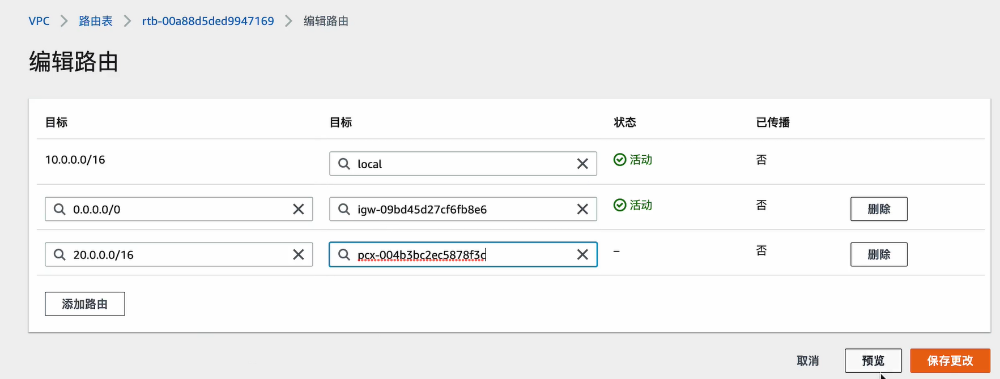 VPC > 路由表 > rtb-00a88d5ded9947169 > 编辑路由
编辑路由
目标 目标 状态 已传播
10.0.0.0/16 local 活动 否
0.0.0.0/0 igw-09bd45d27cf6fb8e6 活动 否 删除
20.0.0.0/16 pcx-004b3bc2ec5878f3c – 否 删除
添加路由
取消 预览 保存更改